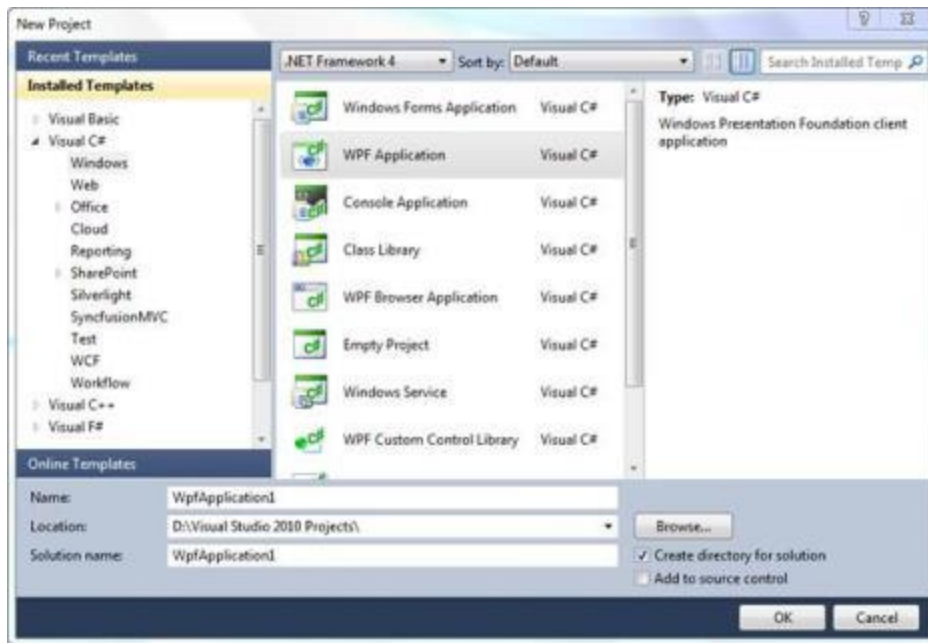 New Project
Recent Templates
Installed Templates
Visual Basic
Visual C#
Windows
Web
Office
Cloud
Reporting
SharePoint
Silverlight
SyncfusionMVC
Test
WCF
Workflow
Visual C++
Visual F#
Online Templates
.NET Framework 4
Sort by: Default
Search Installed Temp
Windows Forms Application Visual C#
WPF Application Visual C#
Console Application Visual C#
Class Library Visual C#
WPF Browser Application Visual C#
Empty Project Visual C#
Windows Service Visual C#
WPF Custom Control Library Visual C#
Type: Visual C#
Windows Presentation Foundation client
application
Name: WpfApplication1
Location: D:\Visual Studio 2010 Projects\
Browse...
Solution name: WpfApplication1
Create directory for solution
Add to source control
OK
Cancel